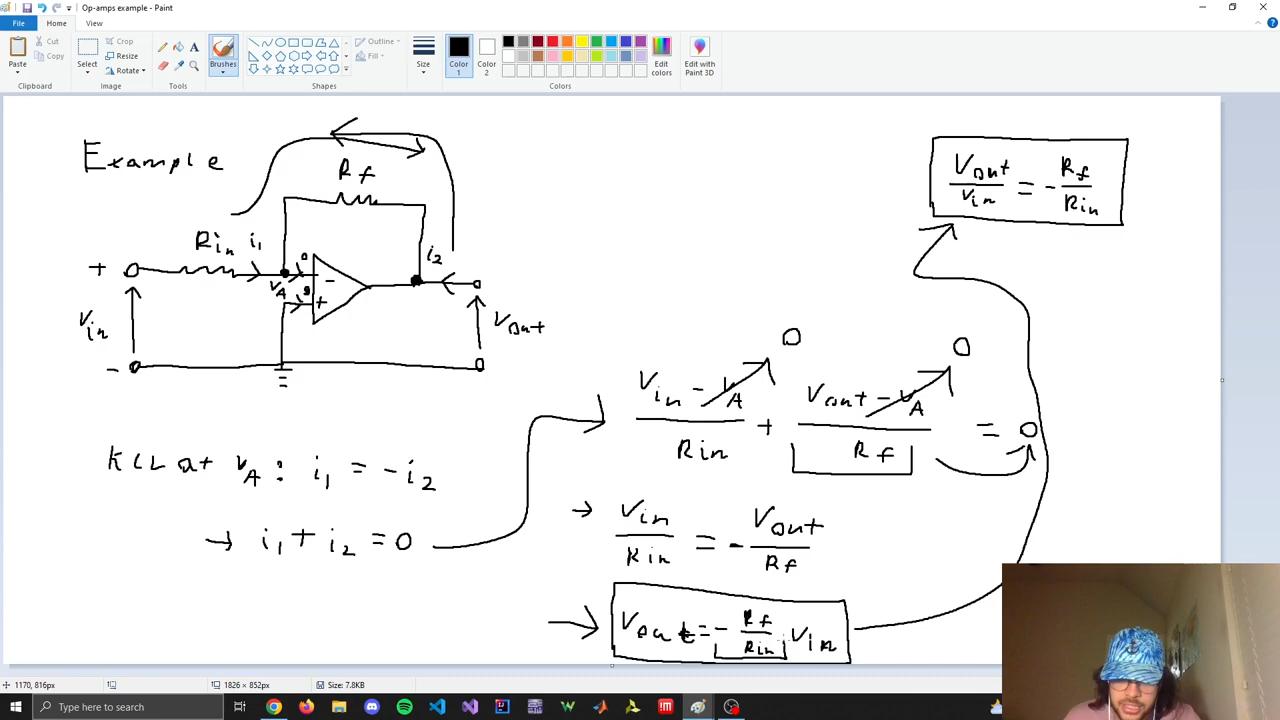 Op-amps example - Paint
File Home View
Paste Cut Copy
Clipboard
Select Crop Resize Rotate
Image
Tools
Brushes
Outline Fill
Shapes
Size
Color 1
Color 2
Edit colors
Colors
Edit with Paint 3D
Example
Rf
Rin i1
i2
+
0
-
VA
0
+
Vin
-
Vout
KCL at VA: i1 = -i2
→ i1 + i2 = 0
Vout/Vin = -Rf/Rin
0 0
Vin - VA/Rin + Vout - VA/Rf = 0
→ Vin/Rin = -Vout/Rf
Vout = -Rf/Rin . Vin
1170, 816px
1826 × 852px
Size: 7.8KB
Type here to search